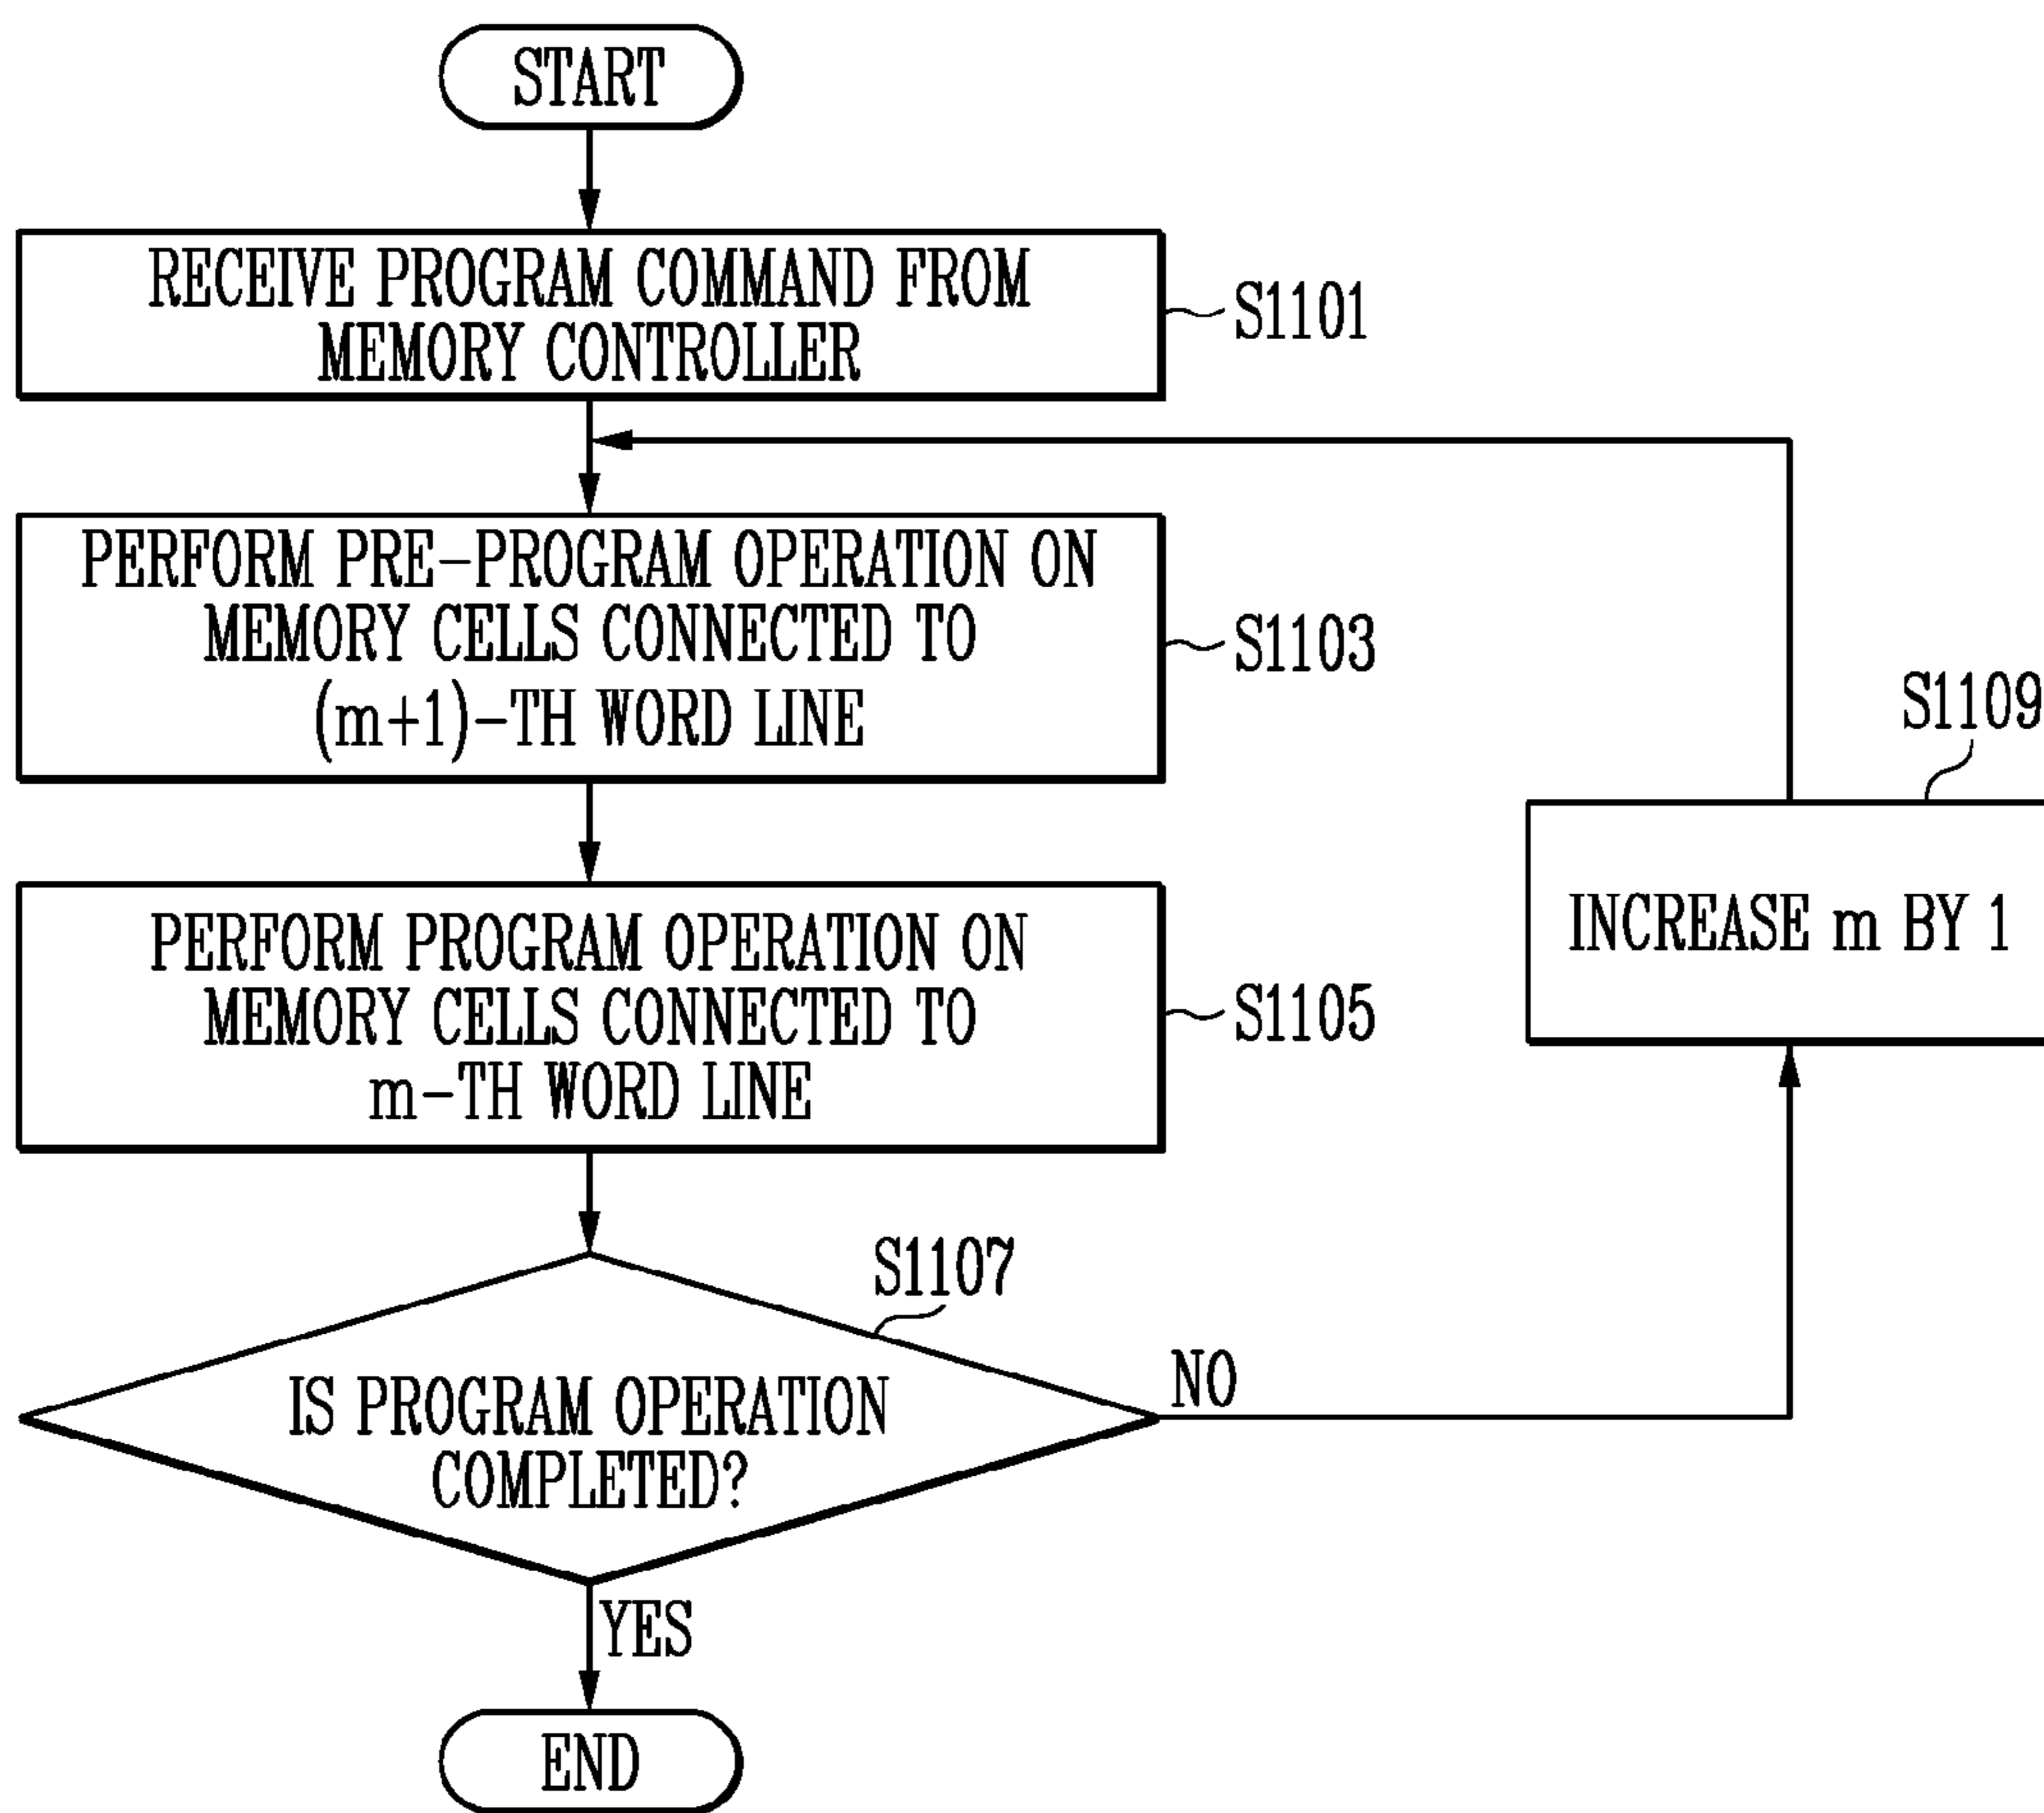 START
RECEIVE PROGRAM COMMAND FROM
MEMORY CONTROLLER
S1101
PERFORM PRE-PROGRAM OPERATION ON
MEMORY CELLS CONNECTED TO
(m+1)-TH WORD LINE
S1103
S1109
INCREASE m BY 1
PERFORM PROGRAM OPERATION ON
MEMORY CELLS CONNECTED TO
m-TH WORD LINE
S1105
S1107
IS PROGRAM OPERATION
COMPLETED?
NO
YES
END